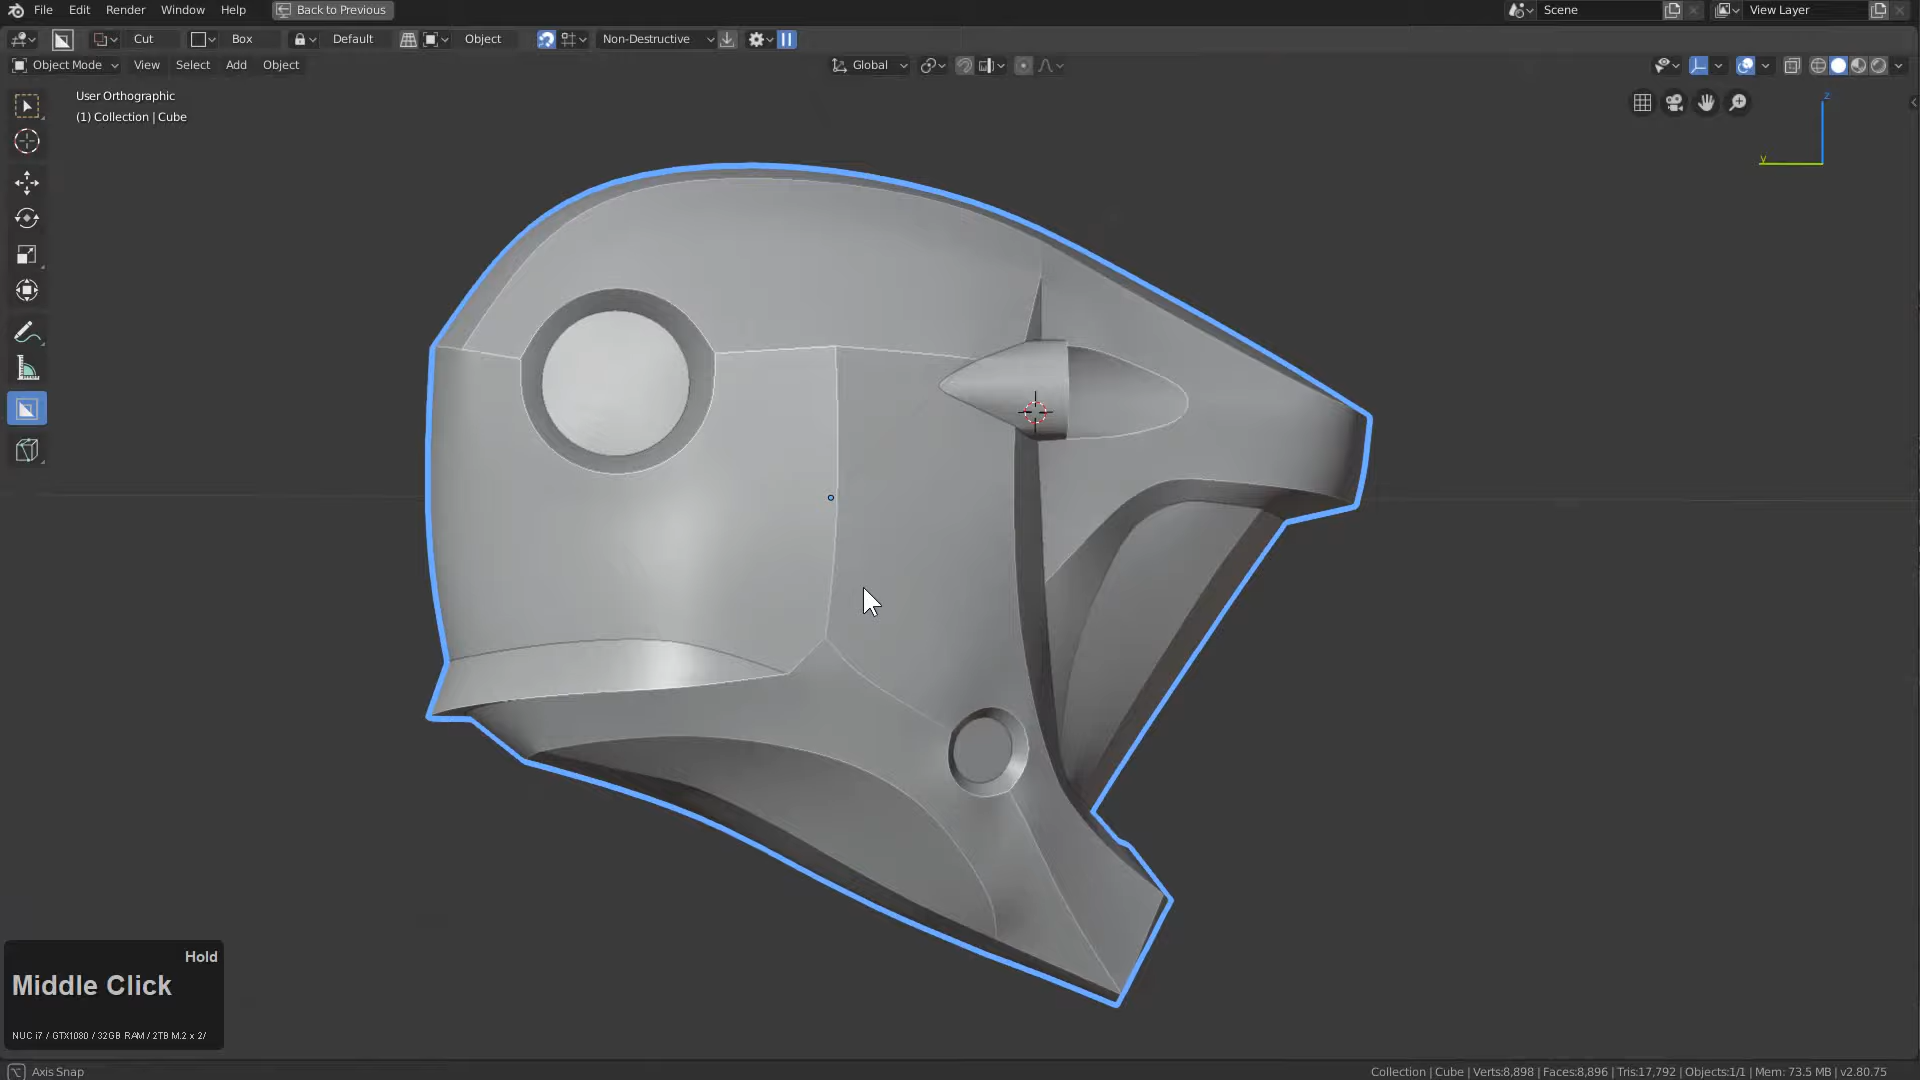 File Edit Render Window Help Back to Previous Scene View Layer
Cut Box Default Object Non-Destructive
Object Mode View Select Add Object Global
User Orthographic
(1) Collection | Cube
z
y
Hold
Middle Click
NUC i7 / GTX1080 / 32GB RAM / 2TB M.2 x 2/
Axis Snap Collection | Cube | Verts:8,898 | Faces:8,896 | Tris:17,792 | Objects:1/1 | Mem: 73.5 MB | v2.80.75